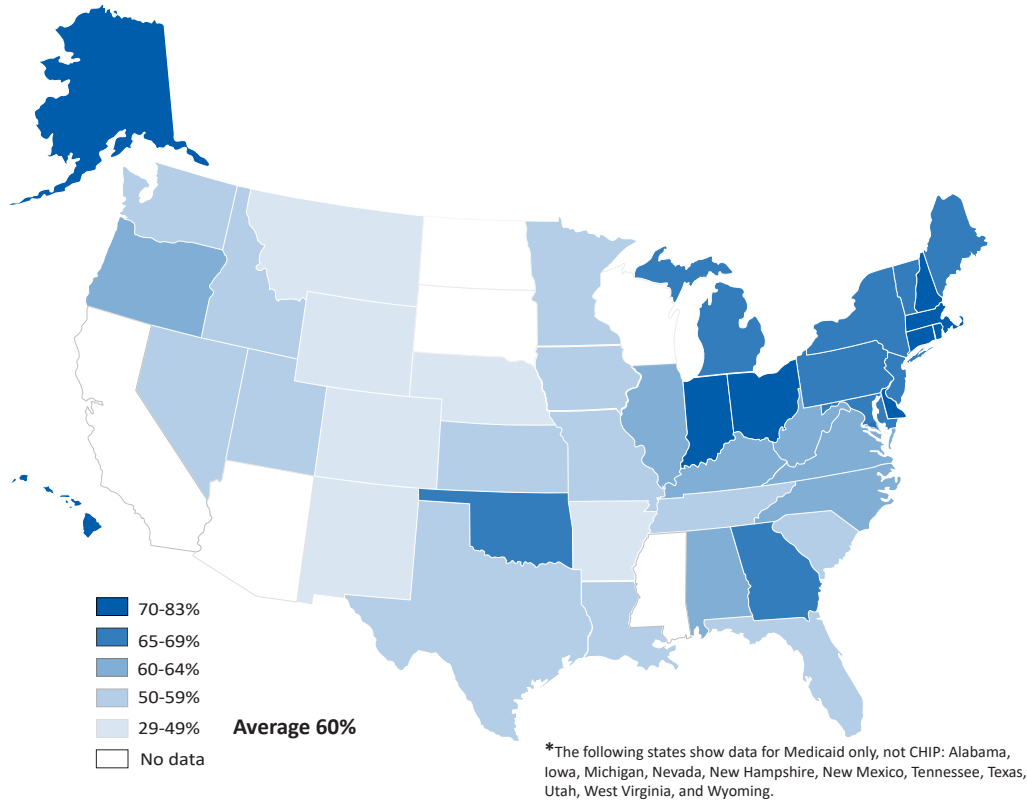 70-83%
65-69%
60-64%
50-59%
29-49%
No data
Average 60%
*The following states show data for Medicaid only, not CHIP: Alabama,
Iowa, Michigan, Nevada, New Hampshire, New Mexico, Tennessee, Texas,
Utah, West Virginia, and Wyoming.